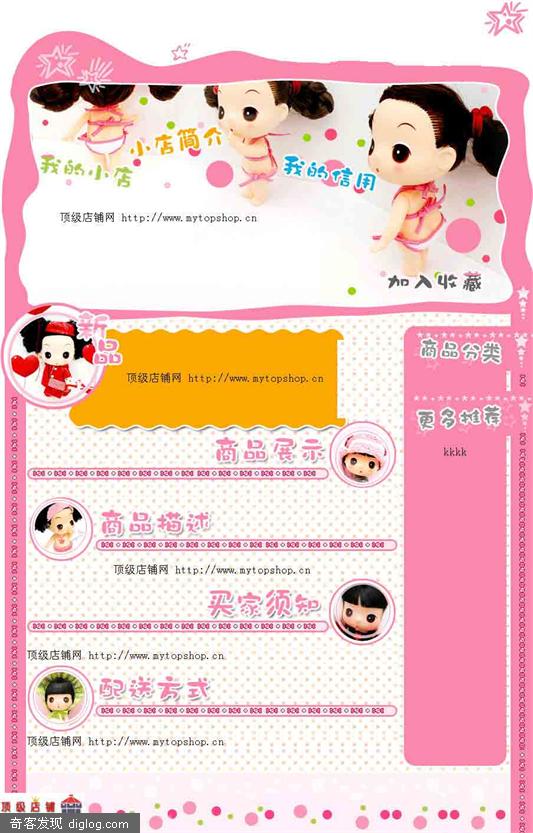 小店简介
我的小店
我的信用
顶级店铺网 http://www.mytopshop.cn
加入收藏
新品
商品分类
顶级店铺网 http://www.mytopshop.cn
更多推荐
商品展示
kkkk
商品描述
顶级店铺网 http://www.mytopshop.cn
买家须知
顶级店铺网 http://www.mytopshop.cn
配送方式
顶级店铺网 http://www.mytopshop.cn
顶级店铺
奇客发现 diglog.com